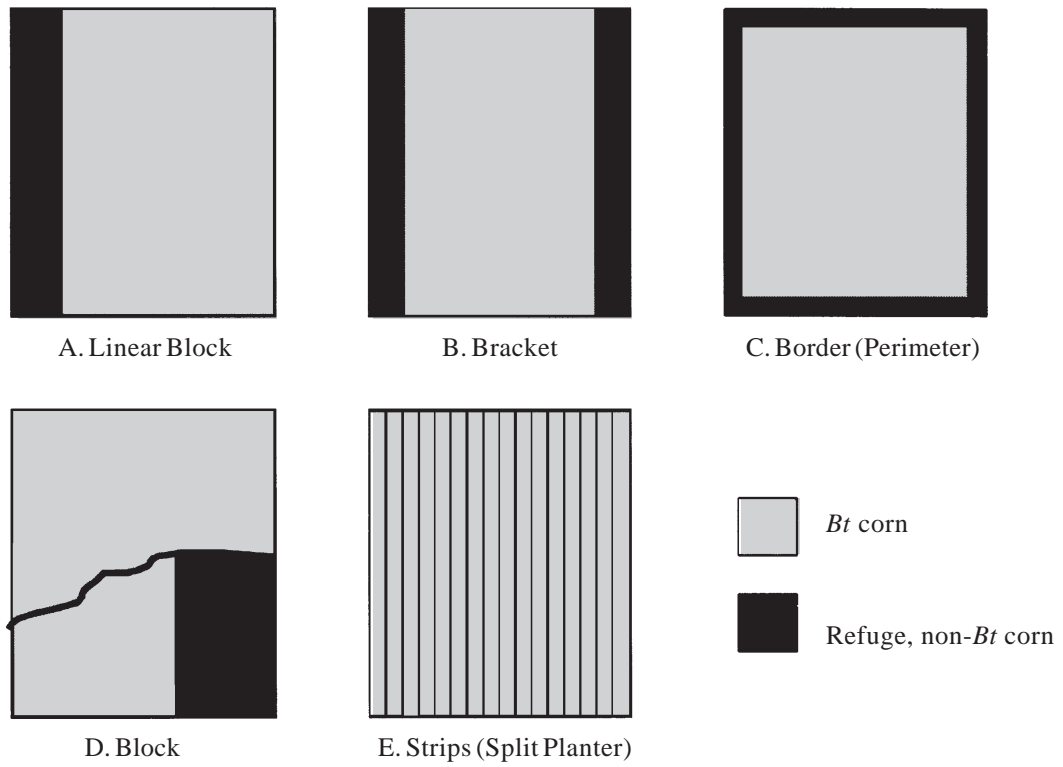 A. Linear Block
B. Bracket
C. Border (Perimeter)
D. Block
E. Strips (Split Planter)
Bt corn
Refuge, non-Bt corn